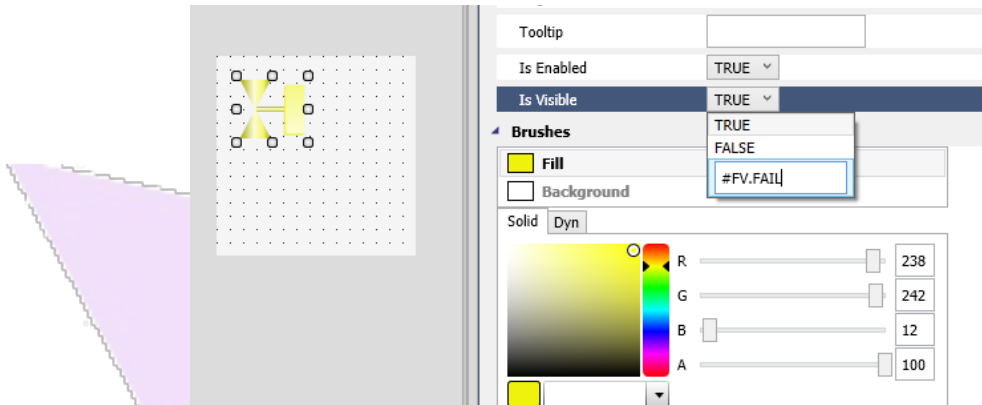 Tooltip
Is Enabled TRUE
Is Visible TRUE
TRUE
FALSE
#FV.FAIL
Brushes
Fill
Background
Solid Dyn
R 238
G 242
B 12
A 100